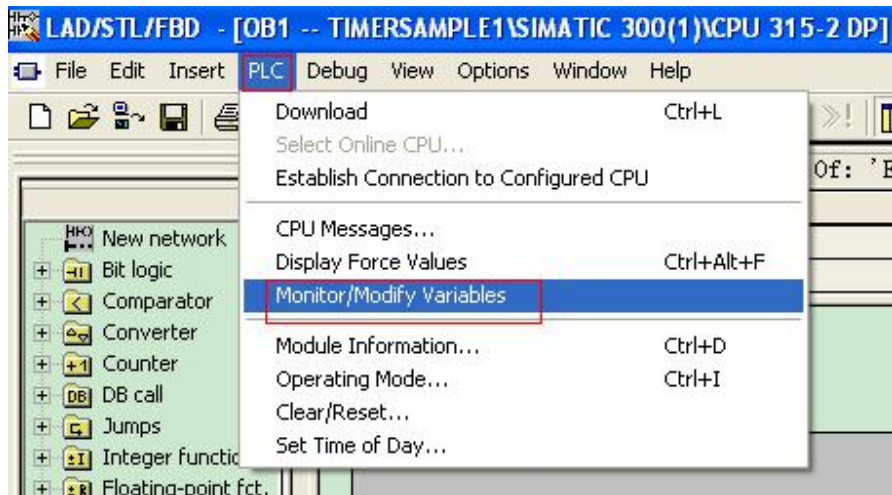 LAD/STL/FBD - [OB1 -- TIMERSAMPLE1\SIMATIC 300(1)\CPU 315-2 DP]
File Edit Insert PLC Debug View Options Window Help
Download Ctrl+L
Select Online CPU...
Establish Connection to Configured CPU
Of: 'E
CPU Messages...
Display Force Values Ctrl+Alt+F
Monitor/Modify Variables
Module Information... Ctrl+D
Operating Mode... Ctrl+I
Clear/Reset...
Set Time of Day...
New network
Bit logic
Comparator
Converter
Counter
DB call
Jumps
Integer functio
Floating-point fct.